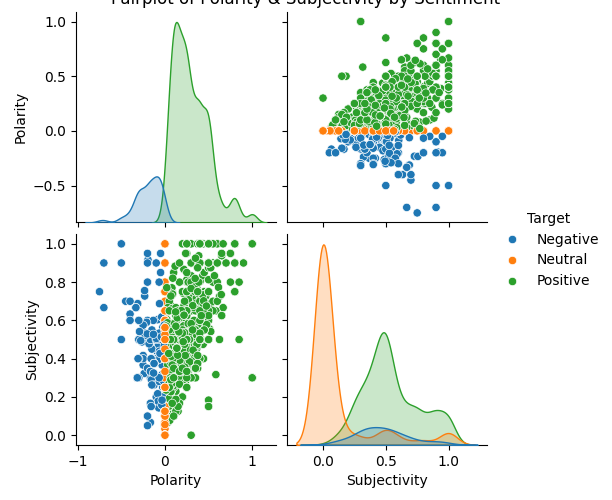 Pairplot of Polarity & Subjectivity by Sentiment
1.0
0.5
0.0
−0.5
Polarity
Target
Negative
Neutral
Positive
1.0
0.8
0.6
0.4
0.2
0.0
Subjectivity
−1 0 1
0.0 0.5 1.0
Polarity
Subjectivity